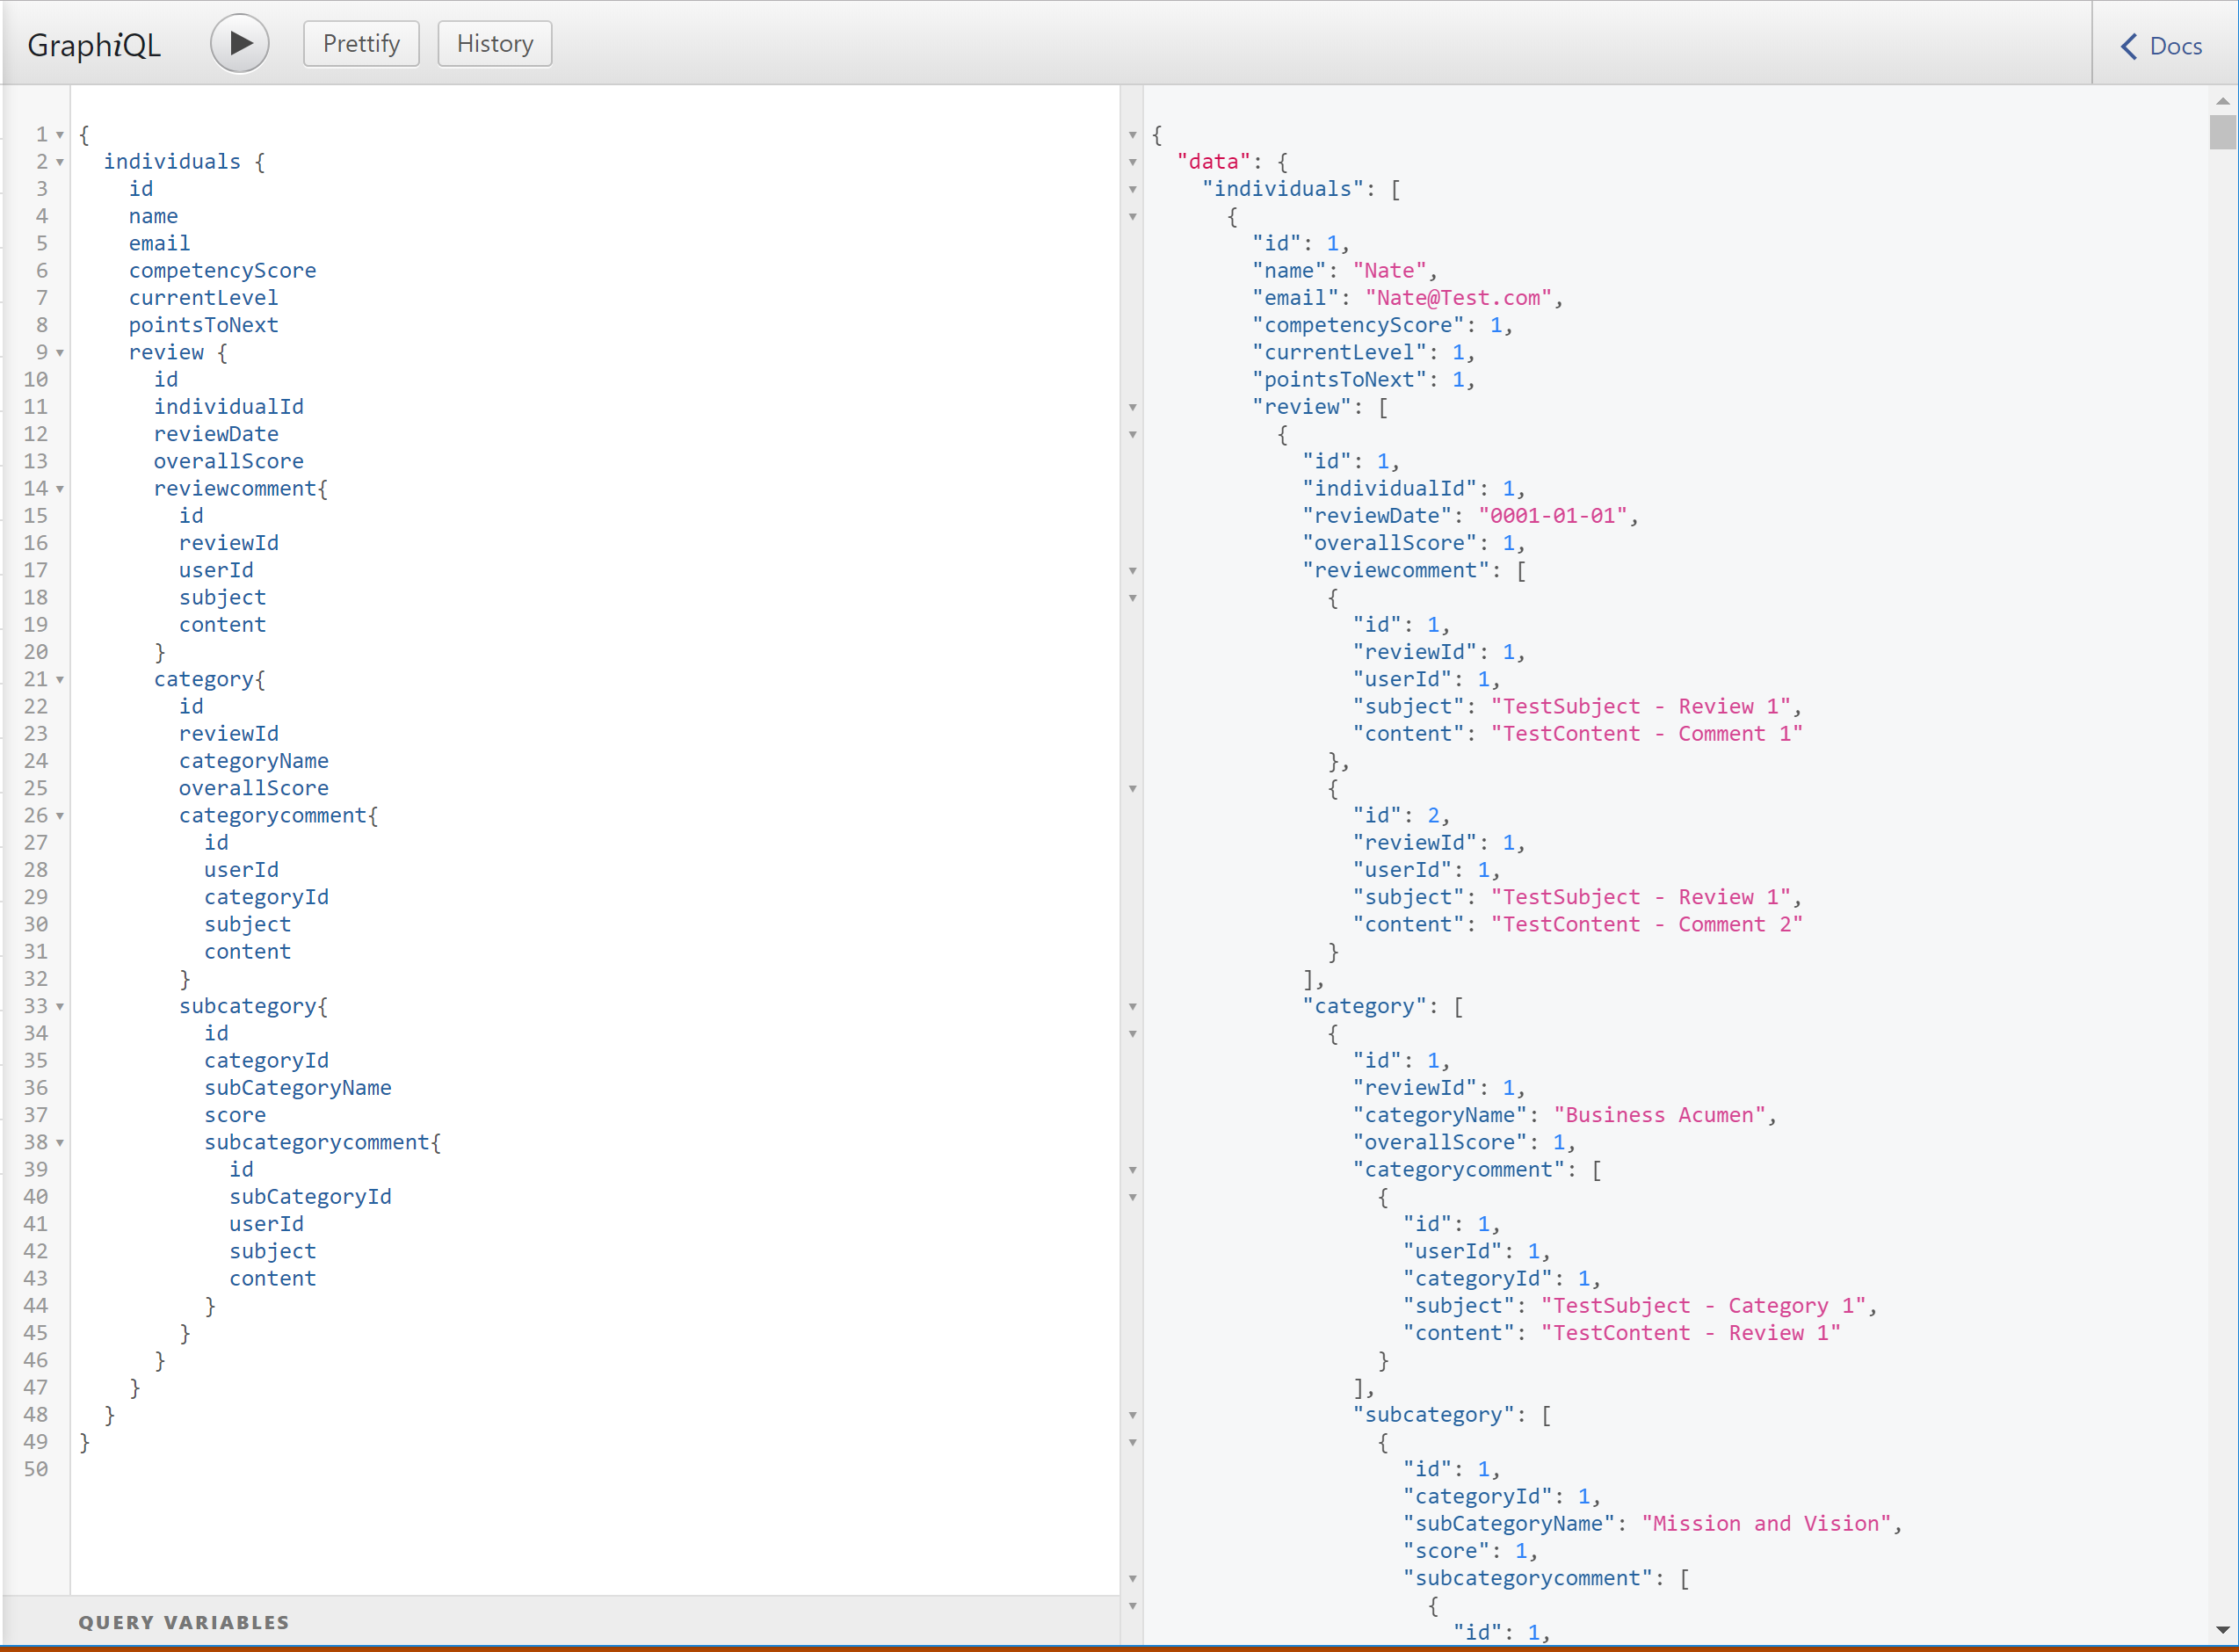 GraphiQL
Prettify
History
Docs
1 {
2   individuals {
3     id
4     name
5     email
6     competencyScore
7     currentLevel
8     pointsToNext
9     review {
10       id
11       individualId
12       reviewDate
13       overallScore
14       reviewcomment{
15         id
16         reviewId
17         userId
18         subject
19         content
20       }
21       category{
22         id
23         reviewId
24         categoryName
25         overallScore
26         categorycomment{
27           id
28           userId
29           categoryId
30           subject
31           content
32         }
33         subcategory{
34           id
35           categoryId
36           subCategoryName
37           score
38           subcategorycomment{
39             id
40             subCategoryId
41             userId
42             subject
43             content
44           }
45         }
46       }
47     }
48   }
49 }
50
QUERY VARIABLES
{
  "data": {
    "individuals": [
      {
        "id": 1,
        "name": "Nate",
        "email": "Nate@Test.com",
        "competencyScore": 1,
        "currentLevel": 1,
        "pointsToNext": 1,
        "review": [
          {
            "id": 1,
            "individualId": 1,
            "reviewDate": "0001-01-01",
            "overallScore": 1,
            "reviewcomment": [
              {
                "id": 1,
                "reviewId": 1,
                "userId": 1,
                "subject": "TestSubject - Review 1",
                "content": "TestContent - Comment 1"
              },
              {
                "id": 2,
                "reviewId": 1,
                "userId": 1,
                "subject": "TestSubject - Review 1",
                "content": "TestContent - Comment 2"
              }
            ],
            "category": [
              {
                "id": 1,
                "reviewId": 1,
                "categoryName": "Business Acumen",
                "overallScore": 1,
                "categorycomment": [
                  {
                    "id": 1,
                    "userId": 1,
                    "categoryId": 1,
                    "subject": "TestSubject - Category 1",
                    "content": "TestContent - Review 1"
                  }
                ],
                "subcategory": [
                  {
                    "id": 1,
                    "categoryId": 1,
                    "subCategoryName": "Mission and Vision",
                    "score": 1,
                    "subcategorycomment": [
                      {
                        "id": 1,